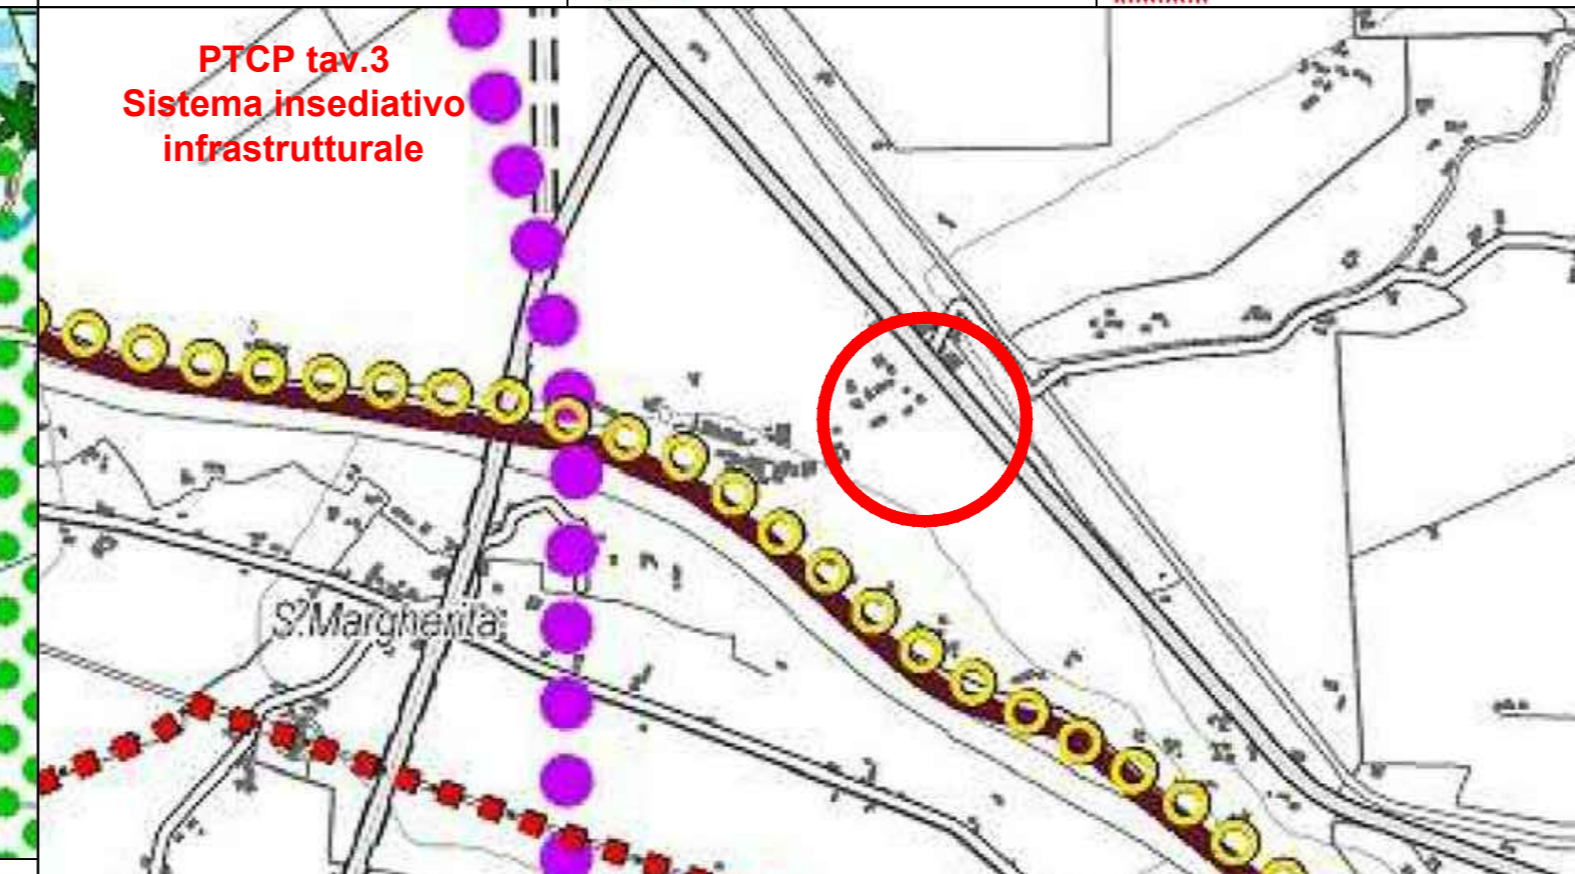 PTCP tav.3
Sistema insediativo
infrastrutturale
S.Margherita